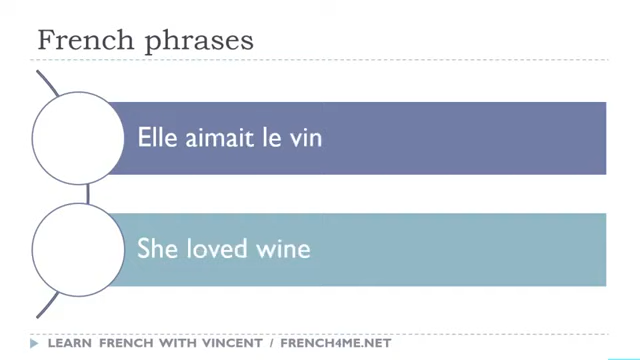 French phrases
Elle aimait le vin
She loved wine
LEARN FRENCH WITH VINCENT / FRENCH4ME.NET